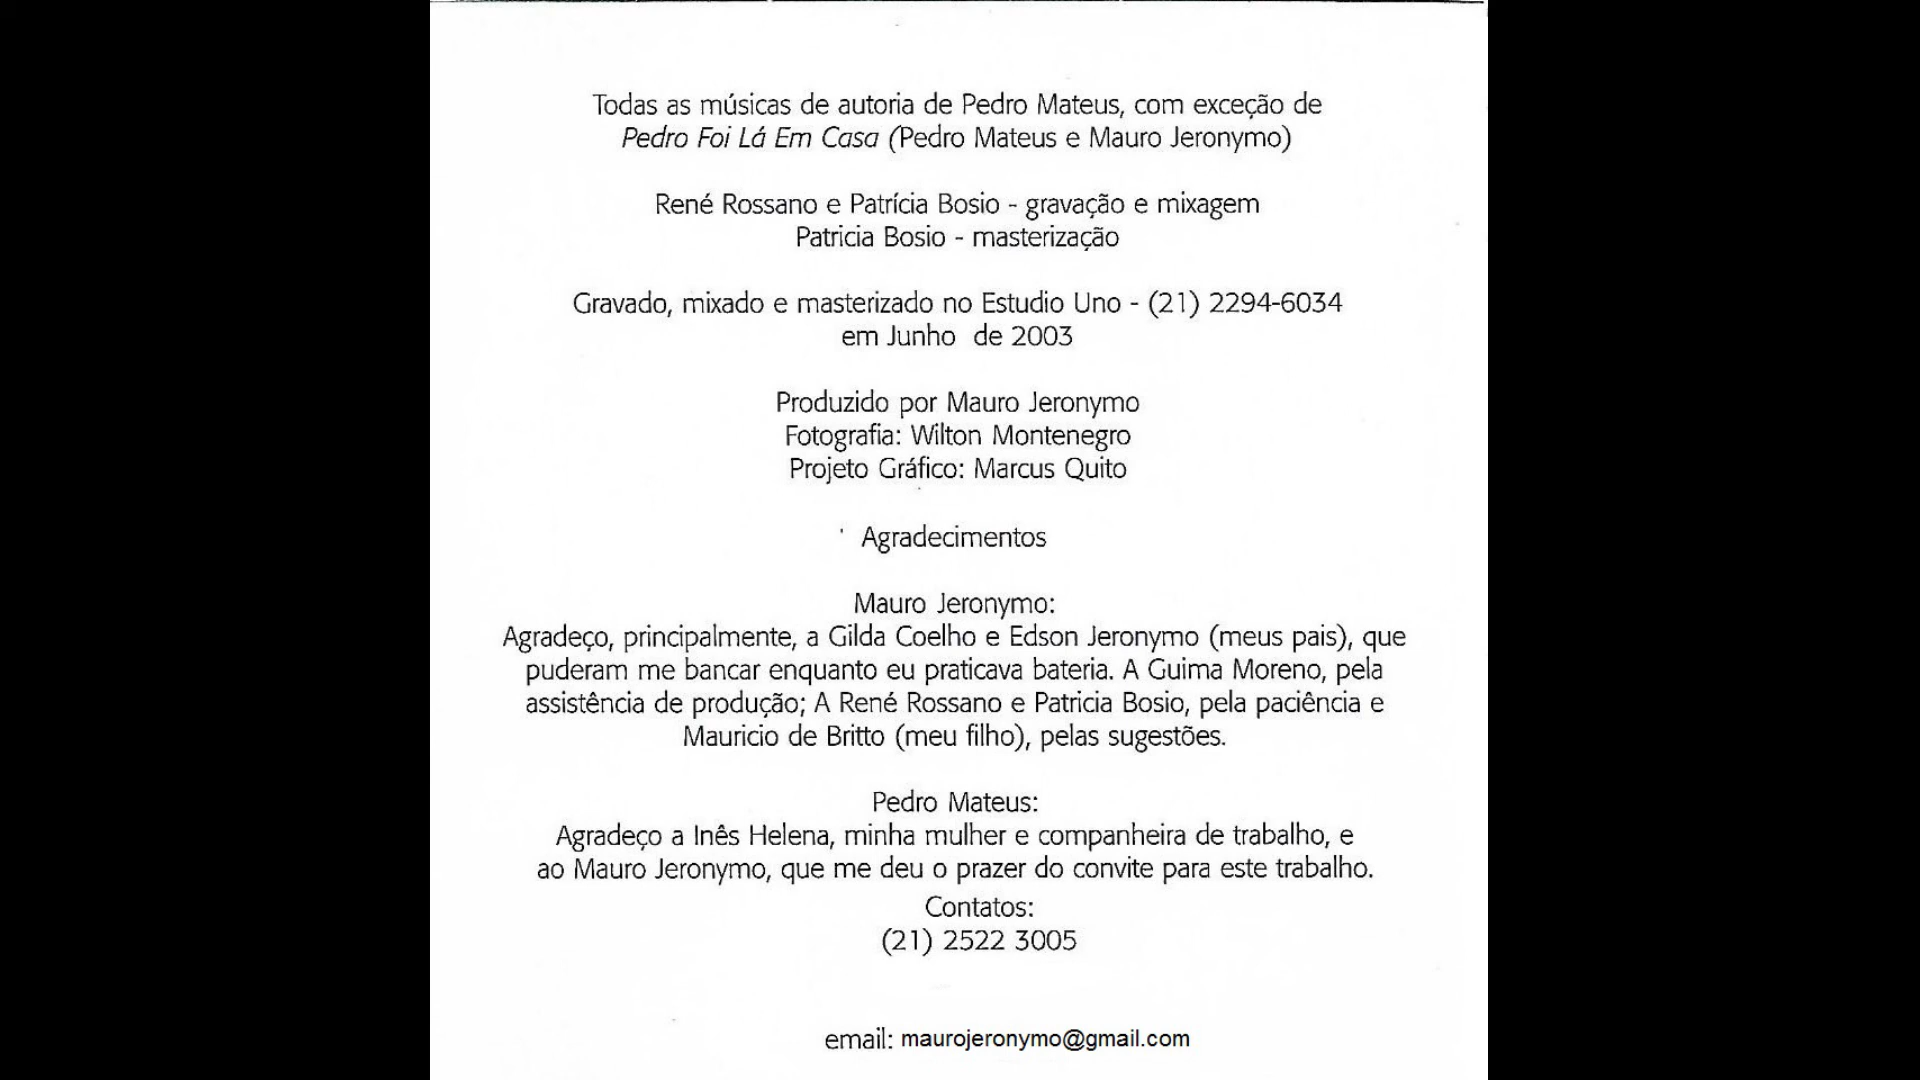 Todas as músicas de autoria de Pedro Mateus, com exceção de
Pedro Foi Lá Em Casa (Pedro Mateus e Mauro Jeronymo)
René Rossano e Patrícia Bosio - gravação e mixagem
Patricia Bosio - masterização
Gravado, mixado e masterizado no Estudio Uno - (21) 2294-6034
em Junho de 2003
Produzido por Mauro Jeronymo
Fotografia: Wilton Montenegro
Projeto Gráfico: Marcus Quito
Agradecimentos
Mauro Jeronymo:
Agradeço, principalmente, a Gilda Coelho e Edson Jeronymo (meus pais), que
puderam me bancar enquanto eu praticava bateria. A Guima Moreno, pela
assistência de produção; A René Rossano e Patricia Bosio, pela paciência e
Mauricio de Britto (meu filho), pelas sugestões.
Pedro Mateus:
Agradeço a Inês Helena, minha mulher e companheira de trabalho, e
ao Mauro Jeronymo, que me deu o prazer do convite para este trabalho.
Contatos:
(21) 2522 3005
email: maurojeronymo@gmail.com